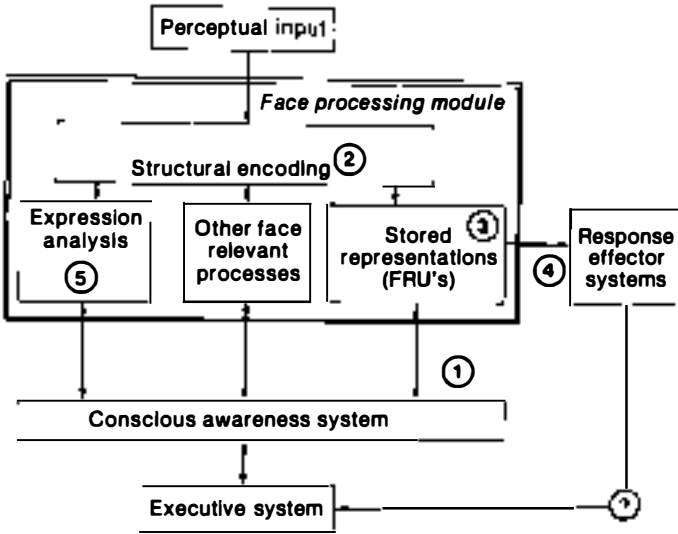 Perceptual input
Face processing module
Structural encoding 2
Expression
analysis
5
Other face
relevant
processes
3
Stored
representations
(FRU's)
4
Response
effector
systems
1
Conscious awareness system
Executive system
?